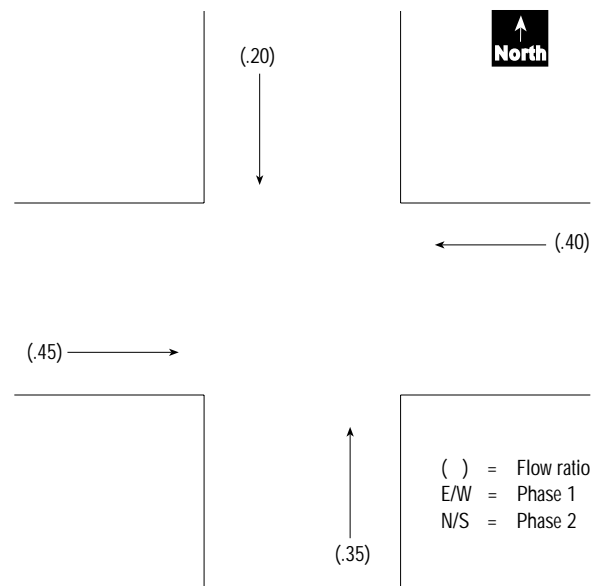 North
(.20)
(.40)
(.45)
( ) = Flow ratio
E/W = Phase 1
N/S = Phase 2
(.35)